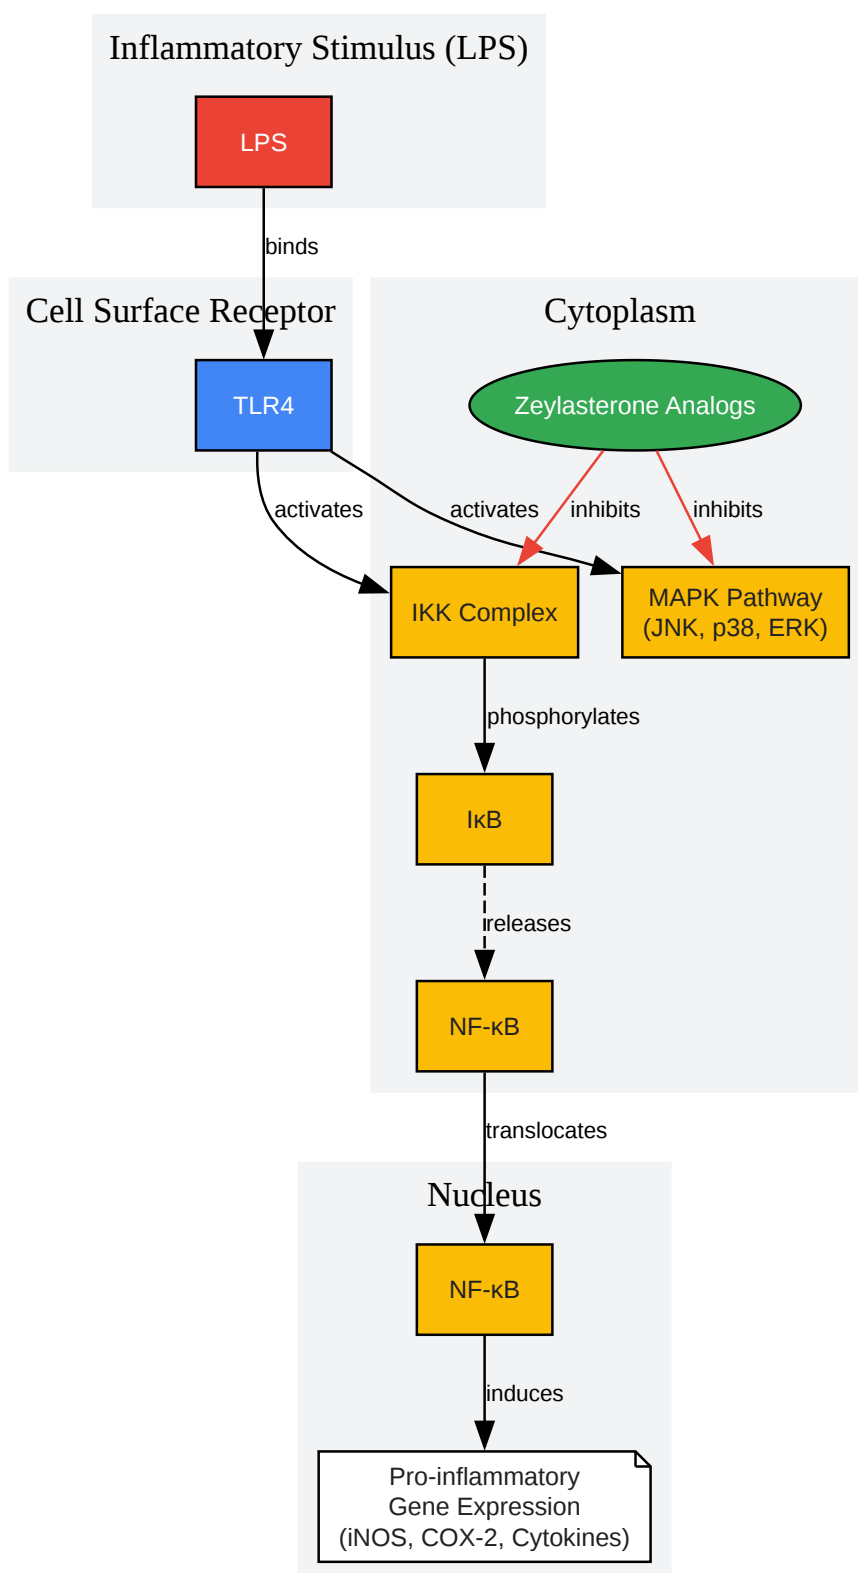 Inflammatory Stimulus (LPS)
LPS
binds
Cell Surface Receptor
Cytoplasm
TLR4
Zeylasterone Analogs
activates
activates
inhibits
inhibits
IKK Complex
MAPK Pathway
(JNK, p38, ERK)
phosphorylates
IκB
releases
NF-κB
translocates
Nucleus
NF-κB
induces
Pro-inflammatory
Gene Expression
(iNOS, COX-2, Cytokines)